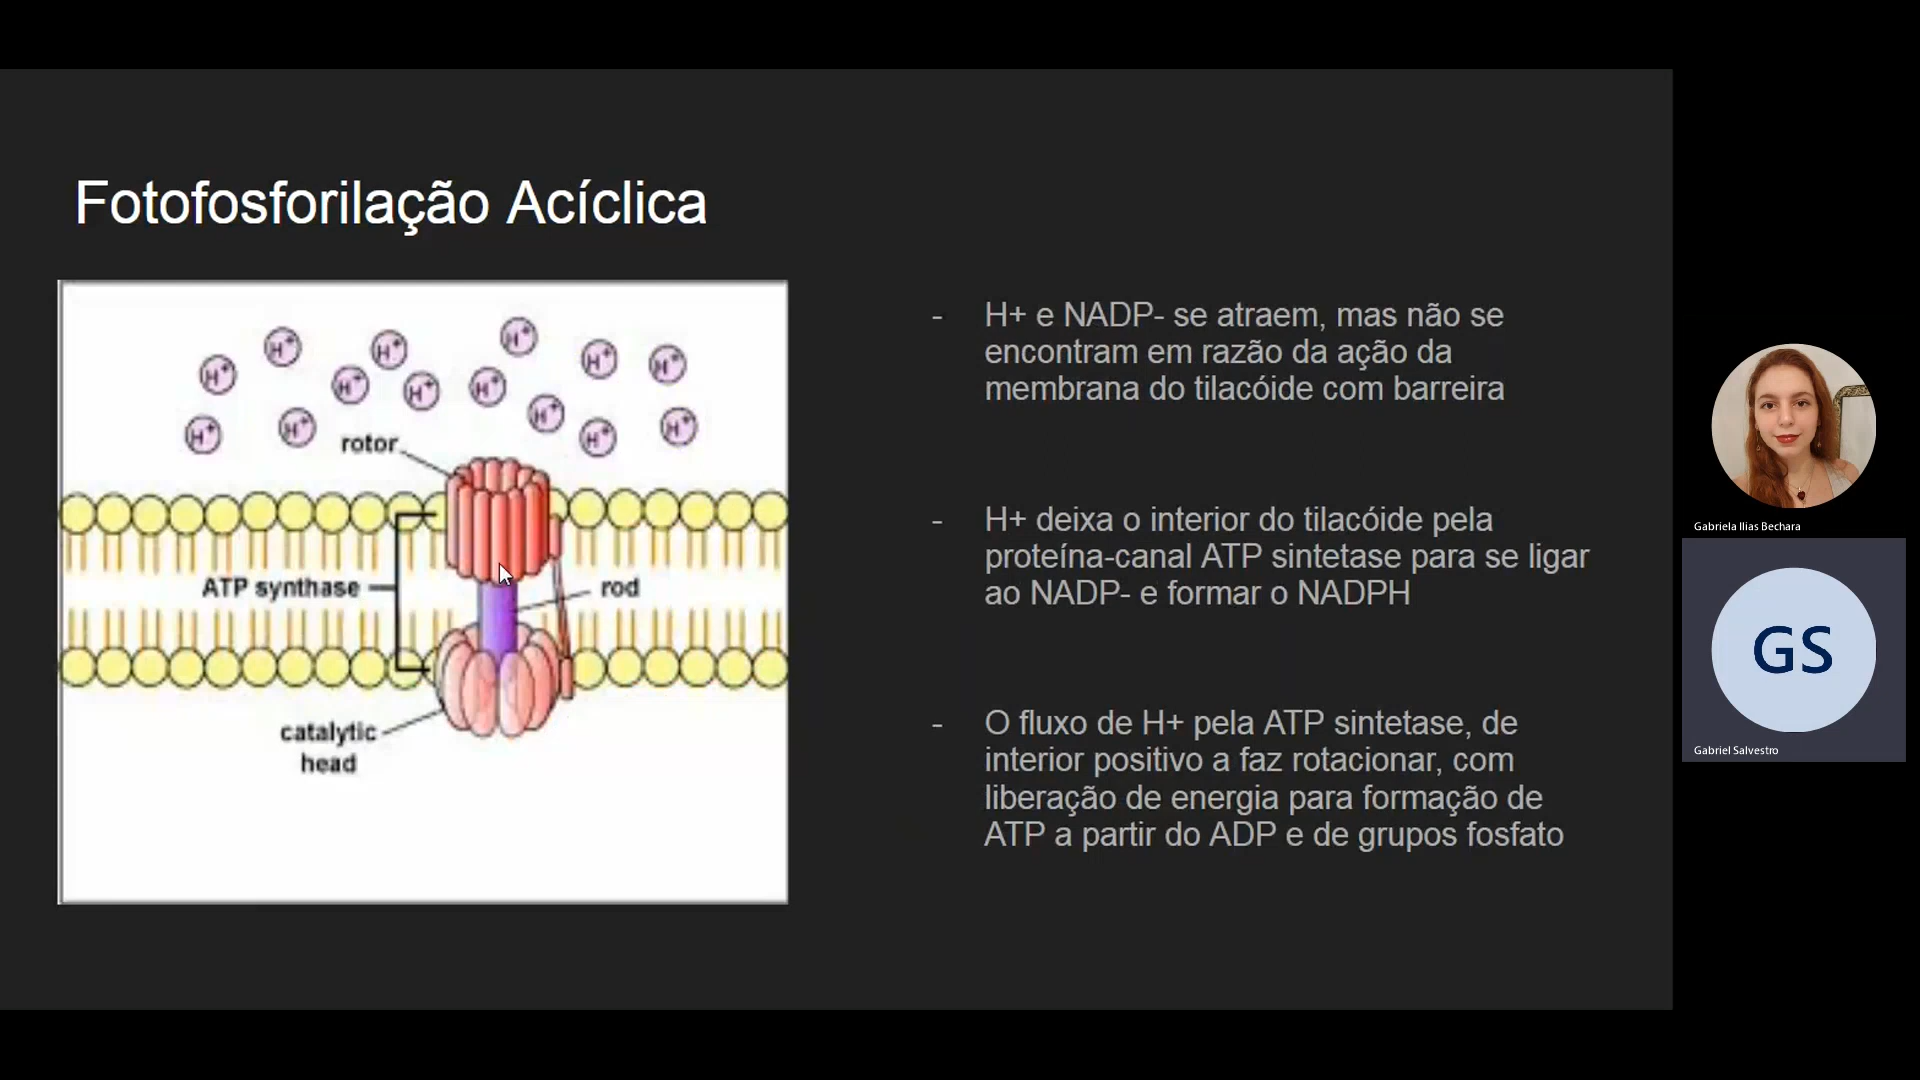 Fotofosforilação Acíclica
H+ H+ H+ H+ H+ H+ H+ H+ H+ H+ H+ H+ H+ H+
rotor
ATP synthase
rod
catalytic
head
- H+ e NADP- se atraem, mas não se
encontram em razão da ação da
membrana do tilacóide com barreira
- H+ deixa o interior do tilacóide pela
proteína-canal ATP sintetase para se ligar
ao NADP- e formar o NADPH
- O fluxo de H+ pela ATP sintetase, de
interior positivo a faz rotacionar, com
liberação de energia para formação de
ATP a partir do ADP e de grupos fosfato
Gabriela Ilias Bechara
GS
Gabriel Salvestro